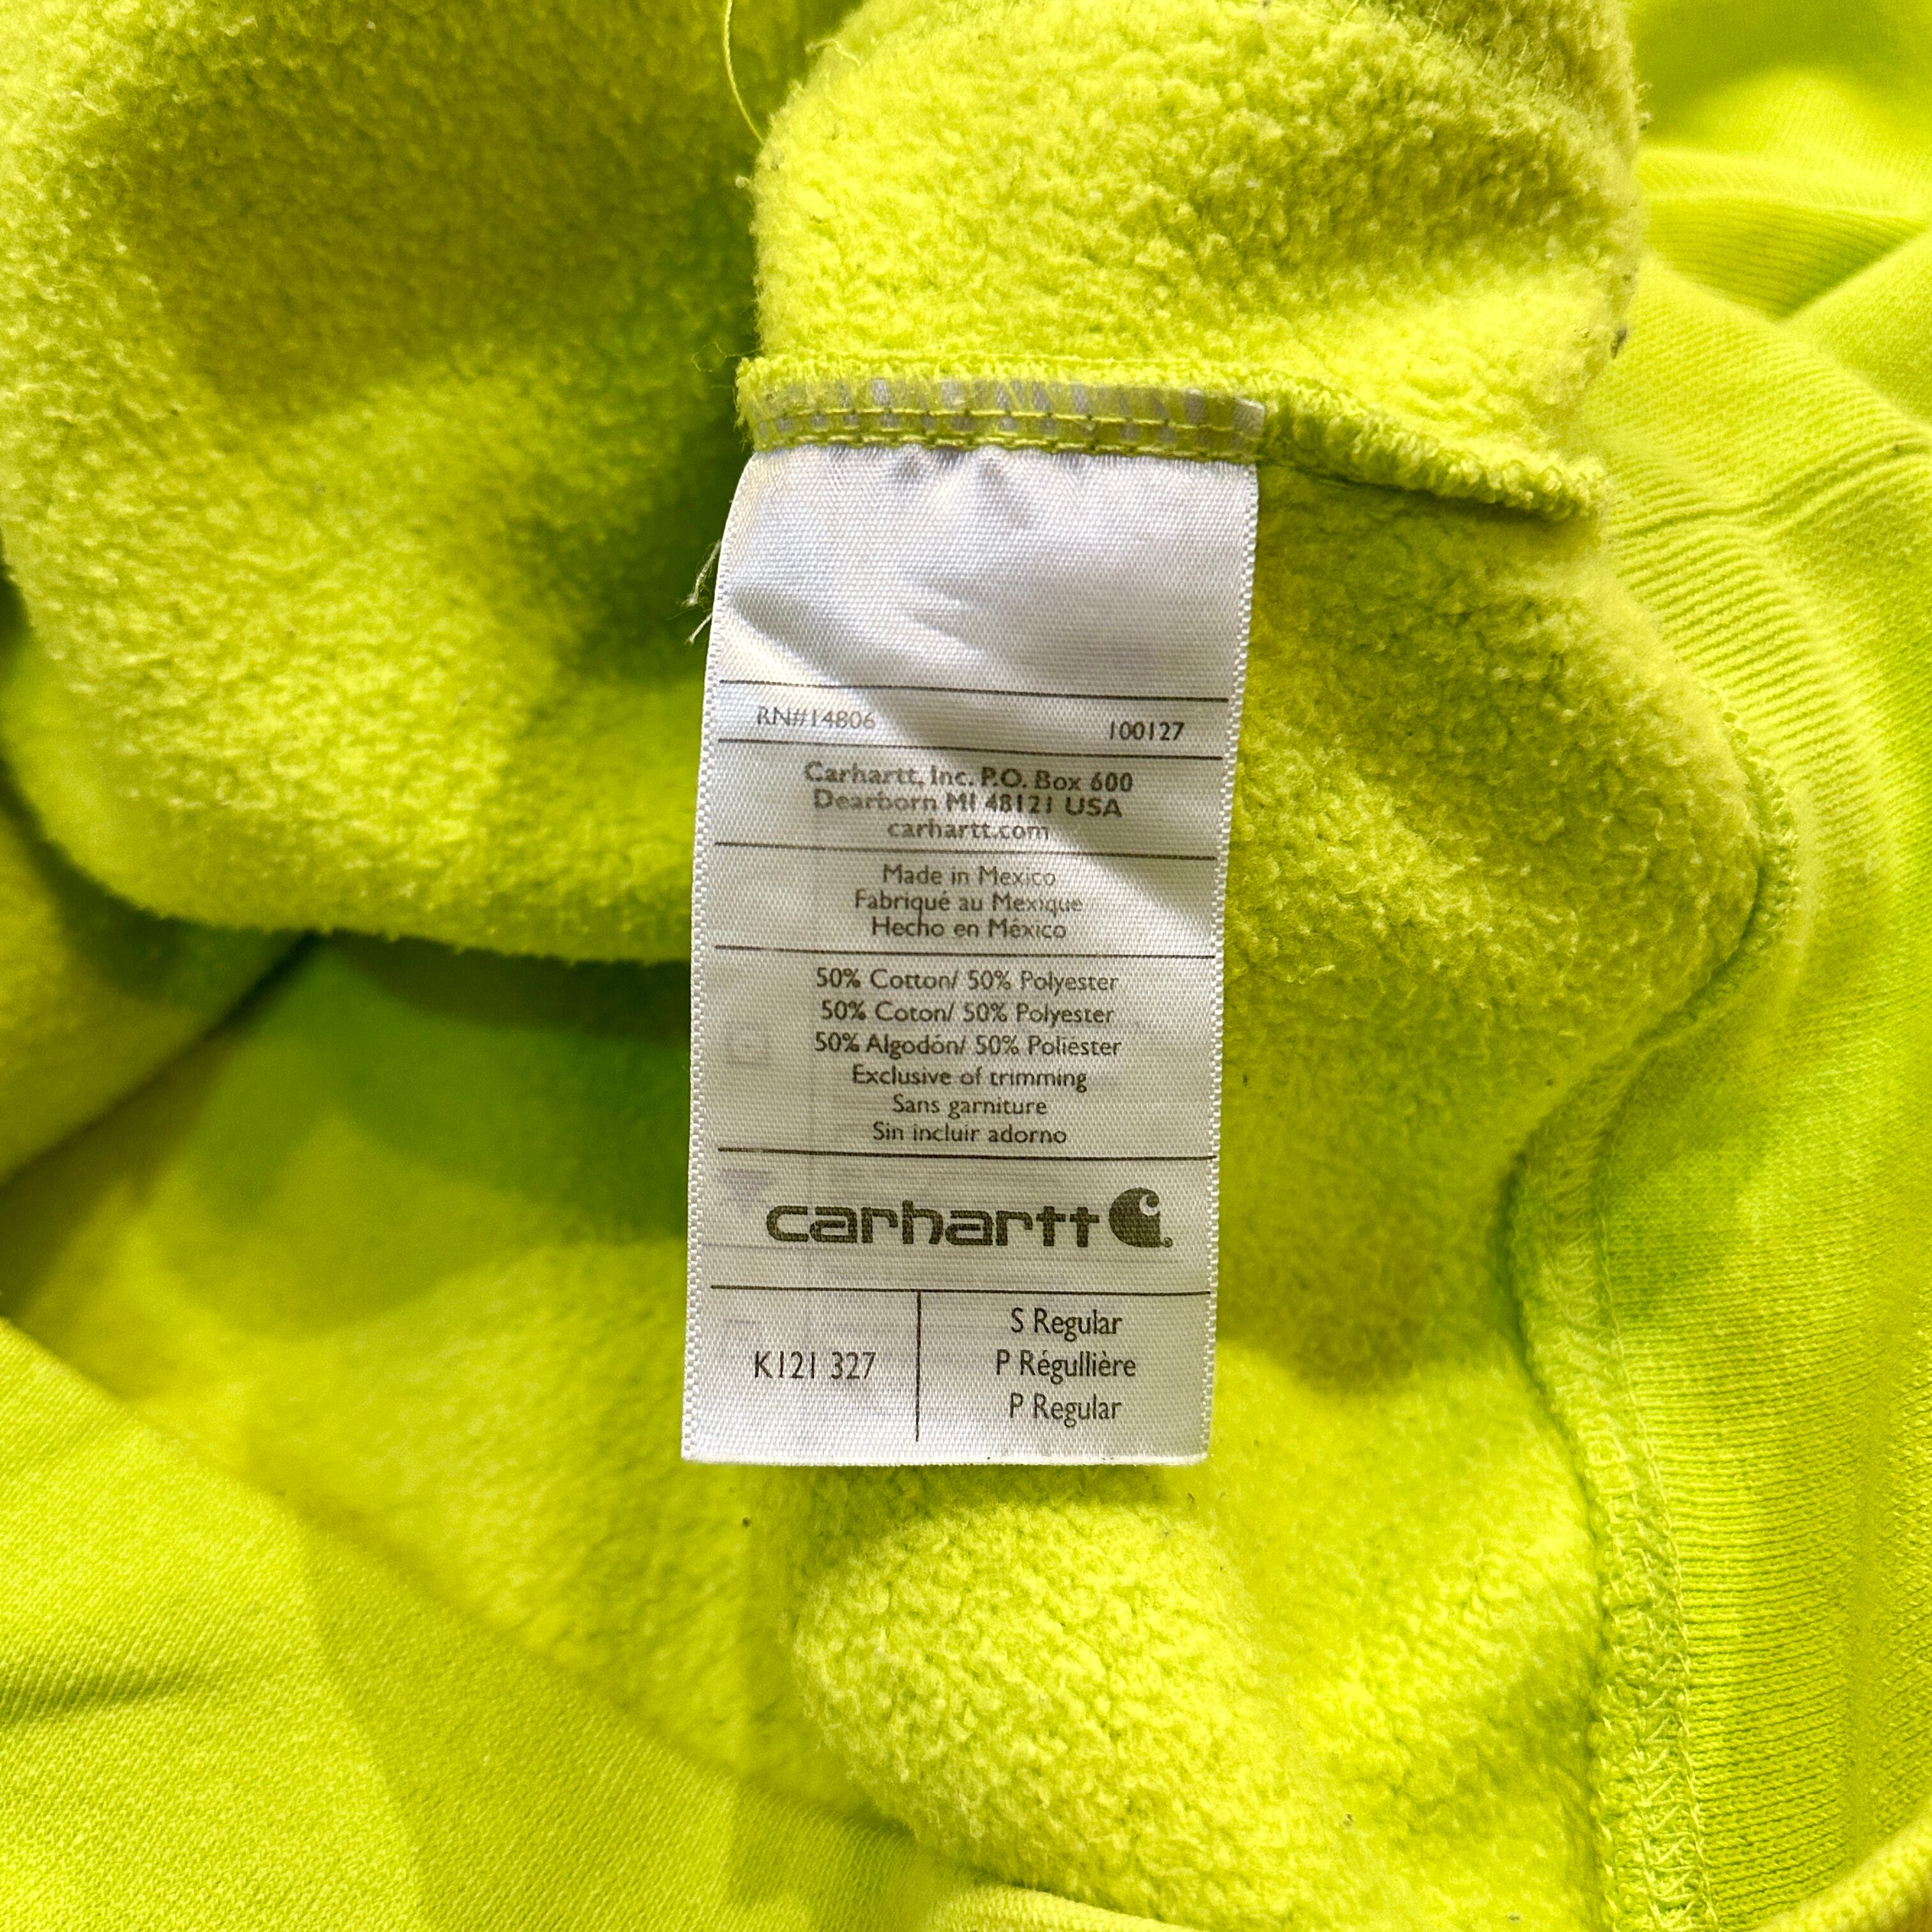 RN#14806 100127
Carhartt, Inc. P.O. Box 600
Dearborn MI 48121 USA
carhartt.com
Made in Mexico
Fabriqué au Mexique
Hecho en México
50% Cotton/ 50% Polyester
50% Coton/ 50% Polyester
50% Algodón/ 50% Poliéster
Exclusive of trimming
Sans garniture
Sin incluir adorno
carhartt
K121 327
S Regular
P Régullière
P Regular